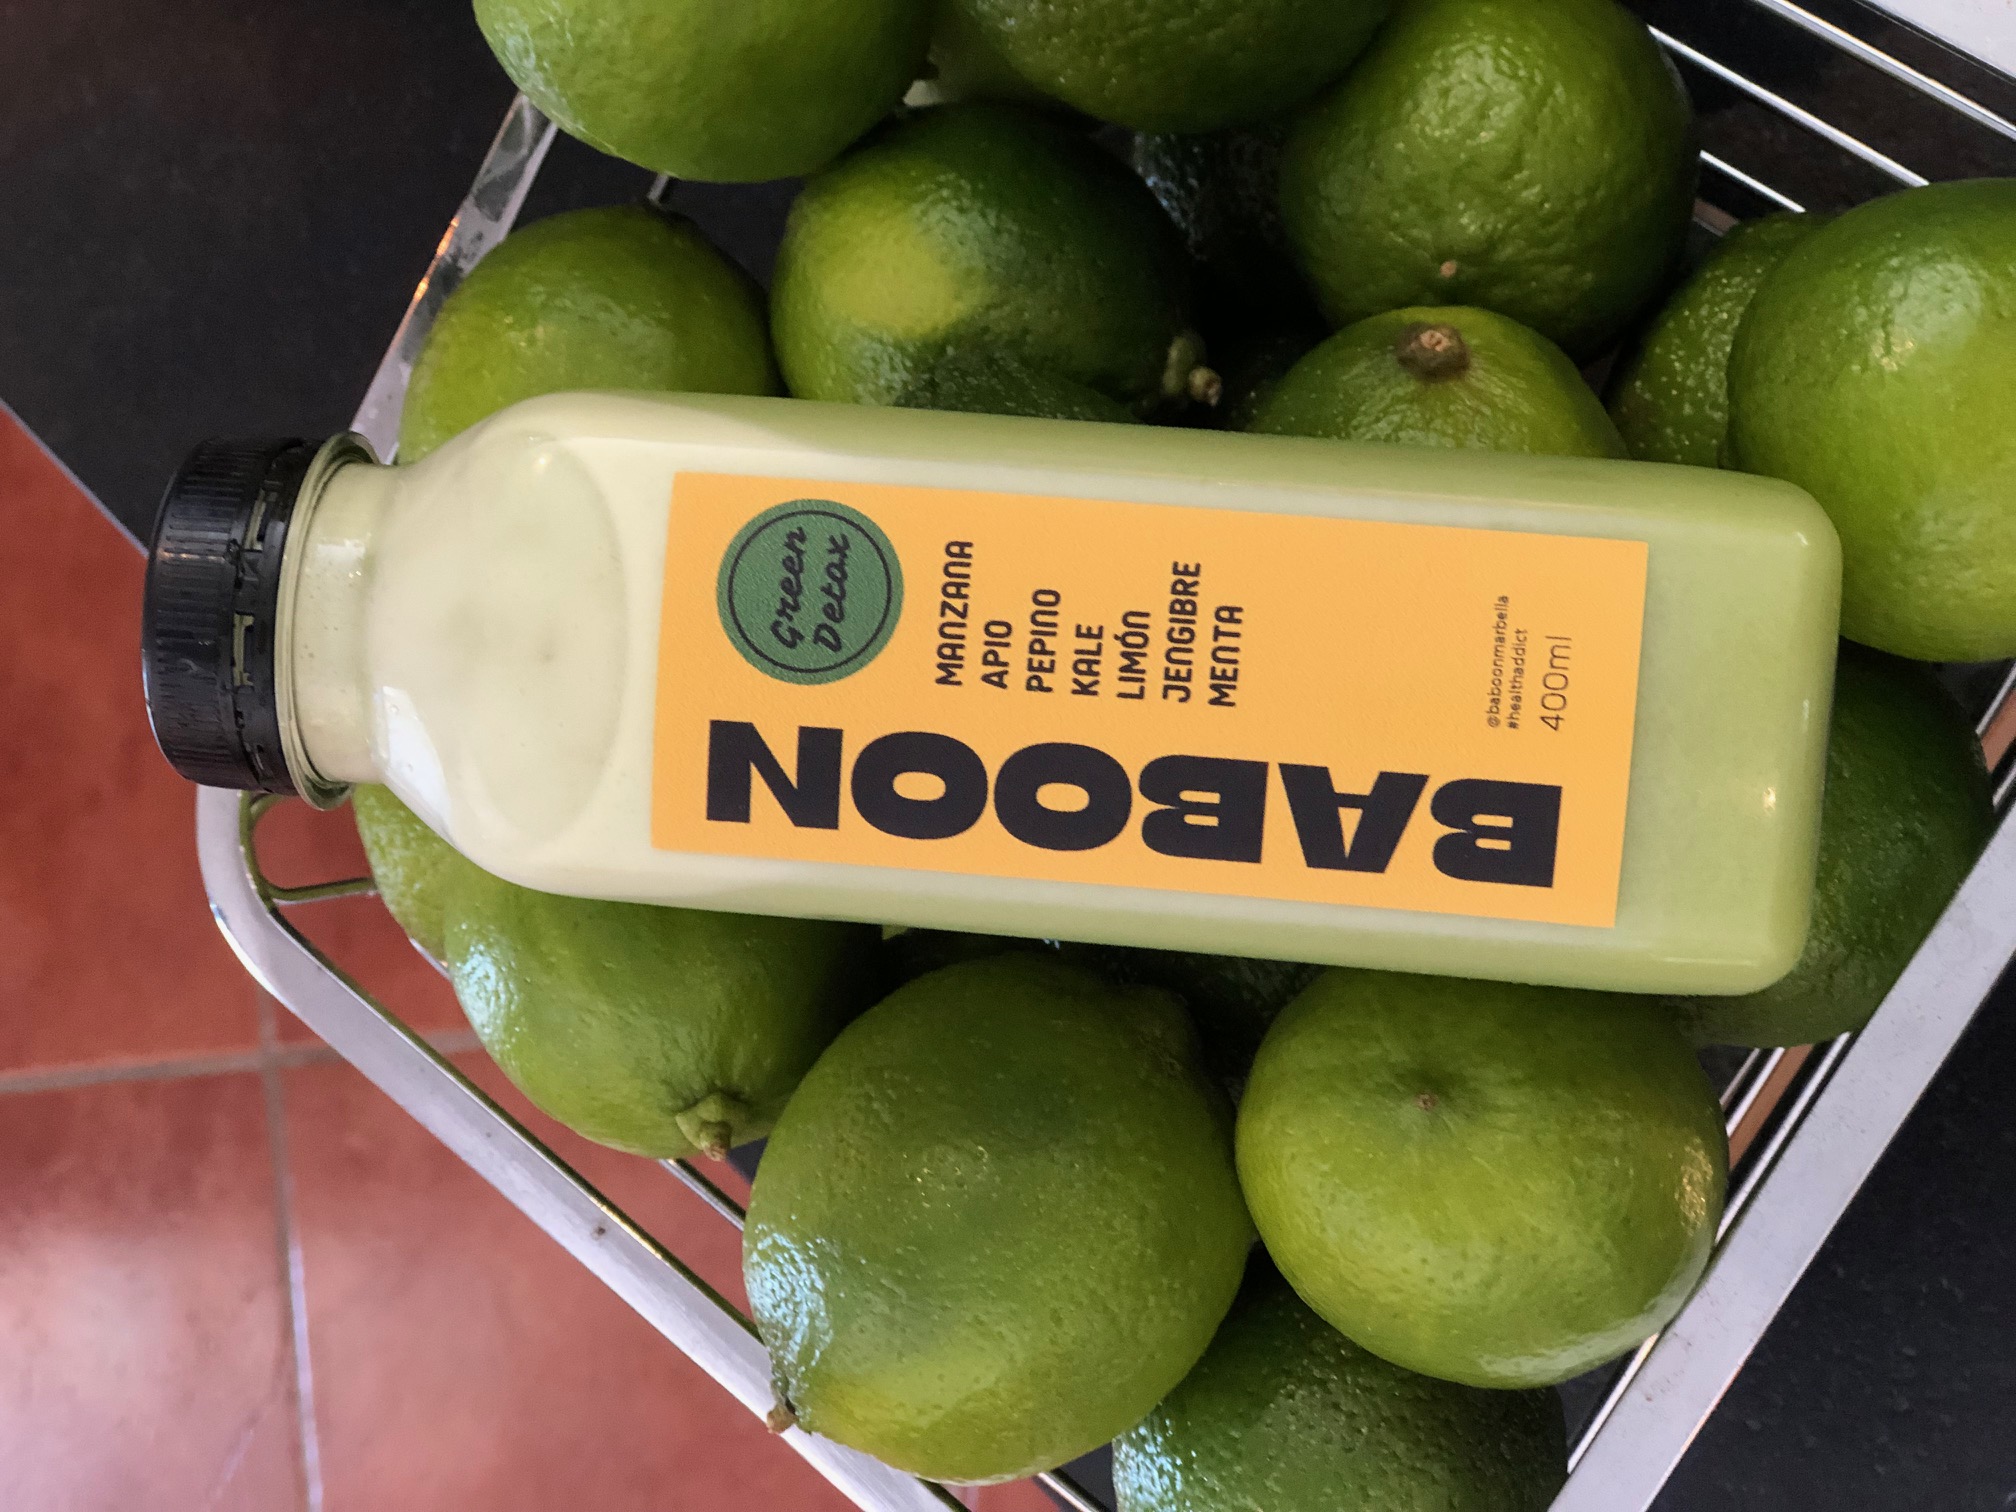 Green
Detox
MANZANA
APIO
PEPINO
KALE
LIMÓN
JENGIBRE
MENTA
@baboonmarbella
#healthaddict
400ml
BABOON